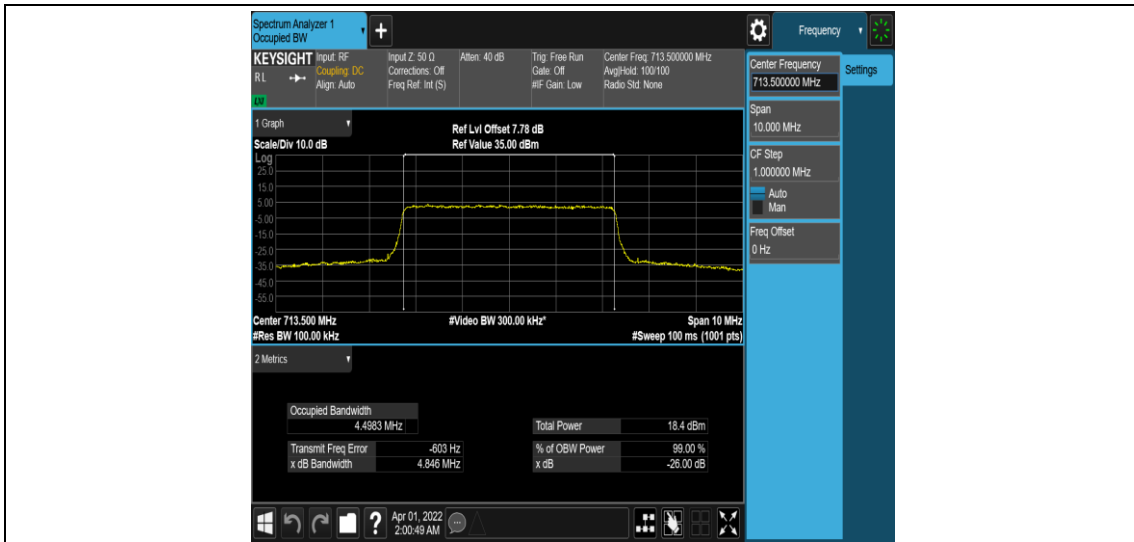 Spectrum Analyzer 1
Occupied BW
+
Frequency
KEYSIGHT
RL
Input: RF
Coupling: DC
Align: Auto
Input Z: 50 Ω
Corrections: Off
Freq Ref: Int (S)
Atten: 40 dB
Trig: Free Run
Gate: Off
#IF Gain: Low
Center Freq: 713.500000 MHz
Avg|Hold: 100/100
Radio Std: None
1 Graph
Scale/Div 10.0 dB
Ref Lvl Offset 7.78 dB
Ref Value 35.00 dBm
Log
25.0
15.0
5.00
-5.00
-15.0
-25.0
-35.0
-45.0
-55.0
Center 713.500 MHz
#Video BW 300.00 kHz*
Span 10 MHz
#Res BW 100.00 kHz
#Sweep 100 ms (1001 pts)
2 Metrics
Occupied Bandwidth
4.4983 MHz
Total Power 18.4 dBm
Transmit Freq Error -603 Hz
% of OBW Power 99.00 %
x dB Bandwidth 4.846 MHz
x dB -26.00 dB
Apr 01, 2022
2:00:49 AM
Center Frequency
713.500000 MHz
Settings
Span
10.000 MHz
CF Step
1.000000 MHz
Auto
Man
Freq Offset
0 Hz